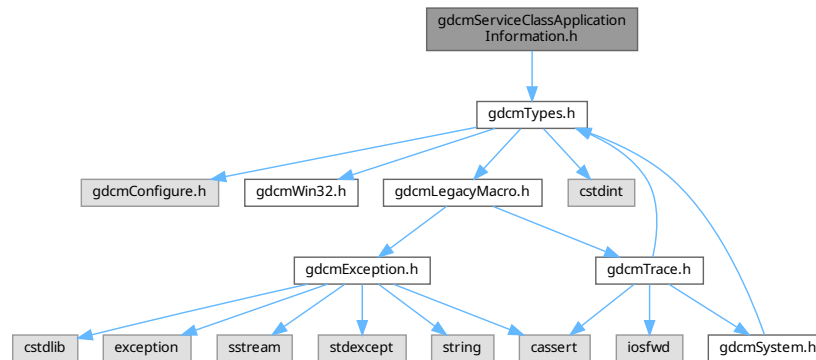 gdcmServiceClassApplication
Information.h
gdcmTypes.h
gdcmConfigure.h
gdcmWin32.h
gdcmLegacyMacro.h
cstdint
gdcmException.h
gdcmTrace.h
cstdlib
exception
sstream
stdexcept
string
cassert
iosfwd
gdcmSystem.h